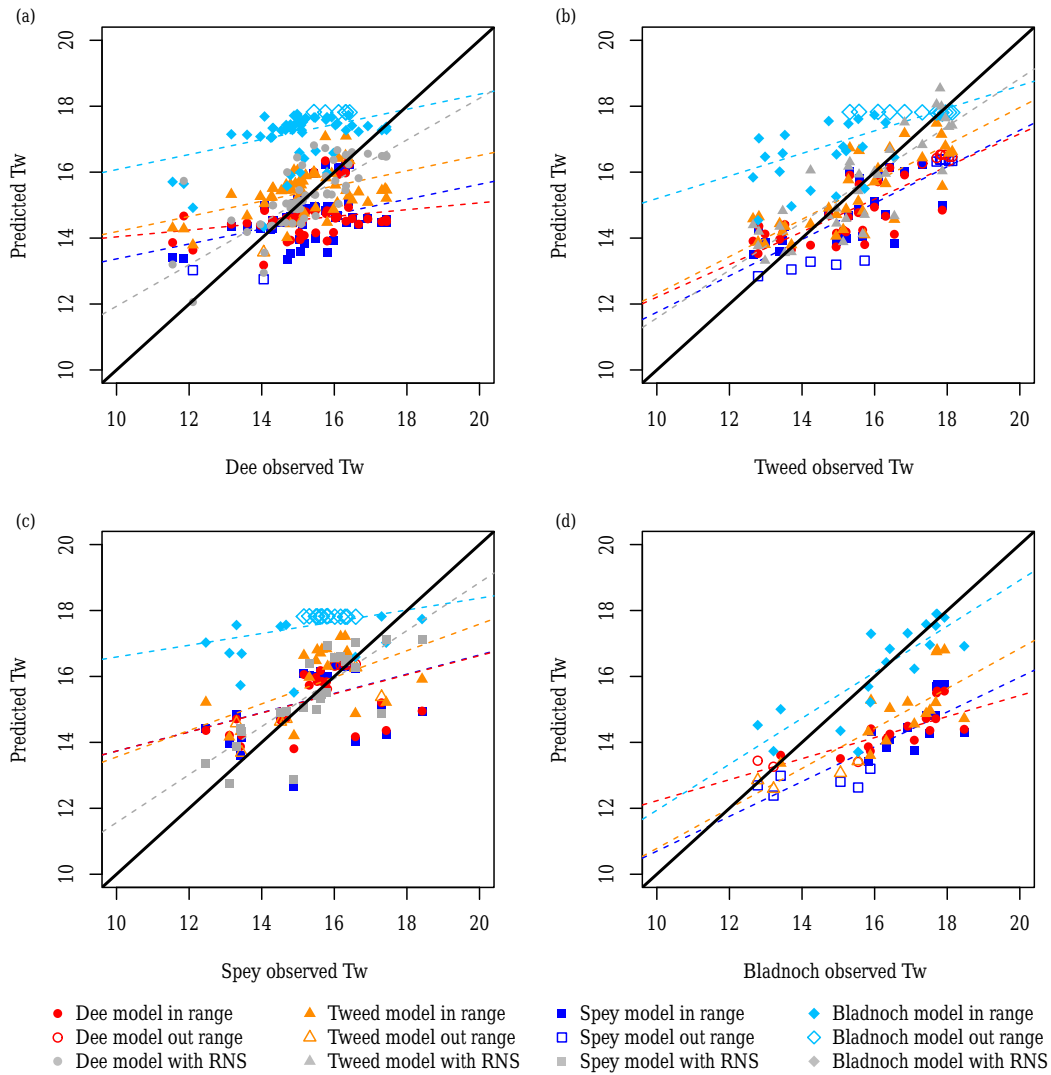 (a)
20
18
16
14
12
10
Predicted Tw
10 12 14 16 18 20
Dee observed Tw
(b)
20
18
16
14
12
10
Predicted Tw
10 12 14 16 18 20
Tweed observed Tw
(c)
20
18
16
14
12
10
Predicted Tw
10 12 14 16 18 20
Spey observed Tw
(d)
20
18
16
14
12
10
Predicted Tw
10 12 14 16 18 20
Bladnoch observed Tw
Dee model in range
Dee model out range
Dee model with RNS
Tweed model in range
Tweed model out range
Tweed model with RNS
Spey model in range
Spey model out range
Spey model with RNS
Bladnoch model in range
Bladnoch model out range
Bladnoch model with RNS